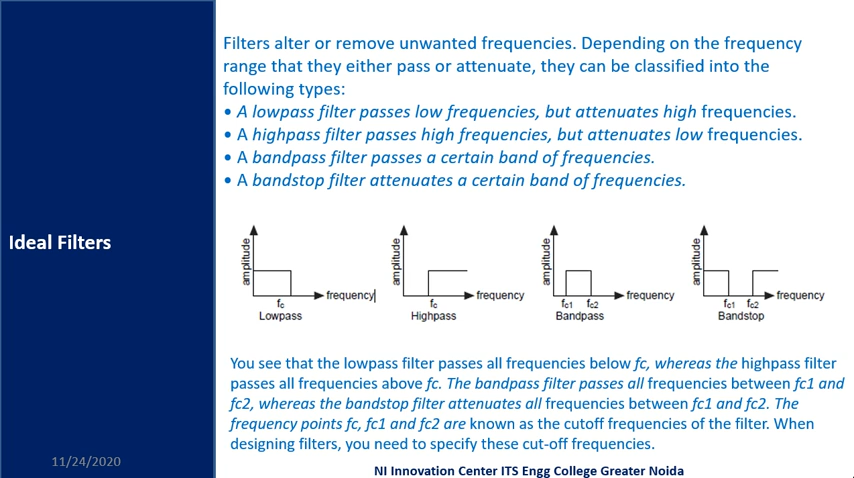 Ideal Filters
Filters alter or remove unwanted frequencies. Depending on the frequency
range that they either pass or attenuate, they can be classified into the
following types:
• A lowpass filter passes low frequencies, but attenuates high frequencies.
• A highpass filter passes high frequencies, but attenuates low frequencies.
• A bandpass filter passes a certain band of frequencies.
• A bandstop filter attenuates a certain band of frequencies.
amplitude
frequency
fc
Lowpass
amplitude
frequency
fc
Highpass
amplitude
frequency
fc1 fc2
Bandpass
amplitude
frequency
fc1 fc2
Bandstop
You see that the lowpass filter passes all frequencies below fc, whereas the highpass filter
passes all frequencies above fc. The bandpass filter passes all frequencies between fc1 and
fc2, whereas the bandstop filter attenuates all frequencies between fc1 and fc2. The
frequency points fc, fc1 and fc2 are known as the cutoff frequencies of the filter. When
designing filters, you need to specify these cut-off frequencies.
11/24/2020
NI Innovation Center ITS Engg College Greater Noida